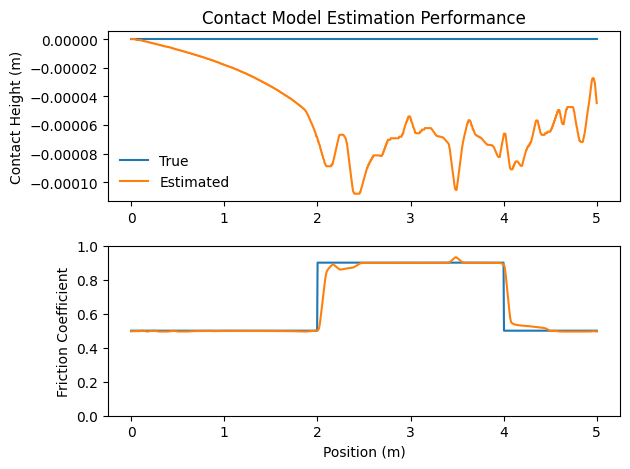 Contact Model Estimation Performance
Contact Height (m)
0.00000
−0.00002
−0.00004
−0.00006
−0.00008
−0.00010
True
Estimated
0 1 2 3 4 5
Friction Coefficient
1.0
0.8
0.6
0.4
0.2
0.0
0 1 2 3 4 5
Position (m)